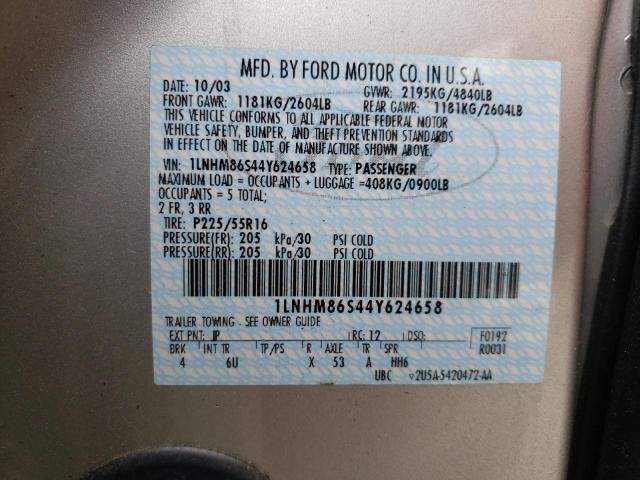 MFD. BY FORD MOTOR CO. IN U.S.A.
DATE: 10/03 GVWR: 2195KG/4840LB
FRONT GAWR: 1181KG/2604LB REAR GAWR: 1181KG/2604LB
THIS VEHICLE CONFORMS TO ALL APPLICABLE FEDERAL MOTOR
VEHICLE SAFETY, BUMPER, AND THEFT PREVENTION STANDARDS
IN EFFECT ON THE DATE OF MANUFACTURE SHOWN ABOVE.
VIN: 1LNHM86S44Y624658 TYPE: PASSENGER
MAXIMUM LOAD = OCCUPANTS + LUGGAGE =408KG/0900LB
OCCUPANTS = 5 TOTAL;
2 FR, 3 RR
TIRE: P225/55R16
PRESSURE(FR): 205 kPa/30 PSI COLD
PRESSURE(RR): 205 kPa/30 PSI COLD
1LNHM86S44Y624658
TRAILER TOWING - SEE OWNER GUIDE
EXT PNT: JP RC: 12 DSO: F0192
BRK INT TR TP/PS R AXLE TR SPR R0031
4 6U X 53 A HH6
UBC ▽2U5A-5420472-AA